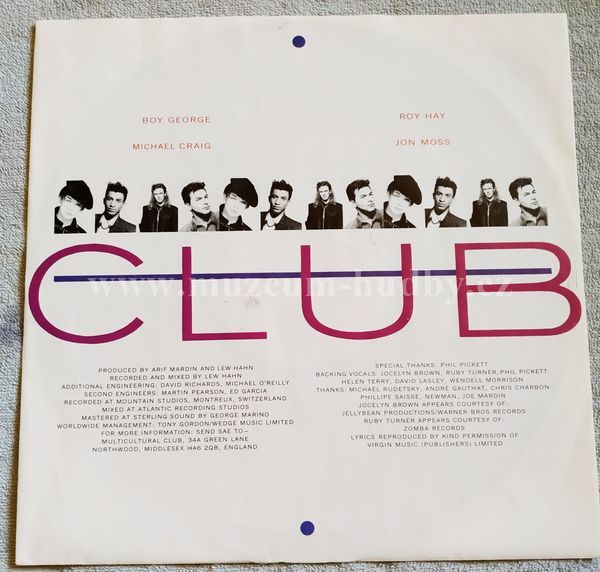 BOY GEORGE
ROY HAY
MICHAEL CRAIG
JON MOSS
CLUB
www.muzeum-hudby.cz
PRODUCED BY ARIF MARDIN AND LEW HAHN
RECORDED AND MIXED BY LEW HAHN
ADDITIONAL ENGINEERING: DAVID RICHARDS, MICHAEL O'REILLY
SECOND ENGINEERS: MARTIN PEARSON, ED GARCIA
RECORDED AT MOUNTAIN STUDIOS, MONTREUX, SWITZERLAND
MIXED AT ATLANTIC RECORDING STUDIOS
MASTERED AT STERLING SOUND BY GEORGE MARINO
WORLDWIDE MANAGEMENT: TONY GORDON/WEDGE MUSIC LIMITED
FOR MORE INFORMATION: SEND SAE TO–
MULTICULTURAL CLUB, 34A GREEN LANE
NORTHWOOD, MIDDLESEX HA6 2QB, ENGLAND
SPECIAL THANKS: PHIL PICKETT
BACKING VOCALS: JOCELYN BROWN, RUBY TURNER, PHIL PICKETT
HELEN TERRY, DAVID LASLEY, WENDELL MORRISON
THANKS: MICHAEL RUDETSKY, ANDRÉ GAUTHAT, CHRIS CHARBON
PHILLIPE SAISSE, NEWMAN, JOE MARDIN
JOCELYN BROWN APPEARS COURTESY OF:
JELLYBEAN PRODUCTIONS/WARNER BROS RECORDS
RUBY TURNER APPEARS COURTESY OF:
ZOMBA RECORDS
LYRICS REPRODUCED BY KIND PERMISSION OF
VIRGIN MUSIC (PUBLISHERS) LIMITED